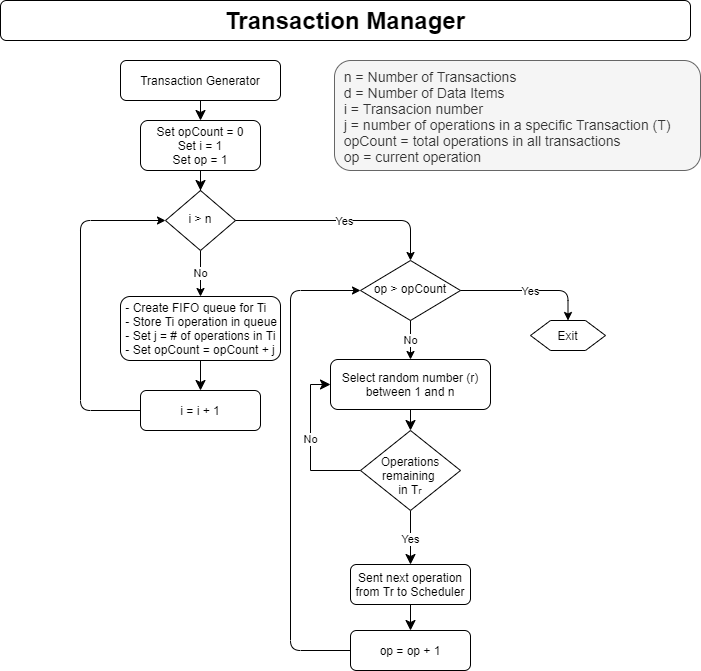 Transaction Manager
Transaction Generator
n = Number of Transactions
d = Number of Data Items
i = Transacion number
j = number of operations in a specific Transaction (T)
opCount = total operations in all transactions
op = current operation
Set opCount = 0
Set i = 1
Set op = 1
i > n
Yes
No
- Create FIFO queue for Ti
- Store Ti operation in queue
- Set j = # of operations in Ti
- Set opCount = opCount + j
i = i + 1
op > opCount
Yes
Exit
No
Select random number (r)
between 1 and n
No
Operations
remaining
in Tr
Yes
Sent next operation
from Tr to Scheduler
op = op + 1